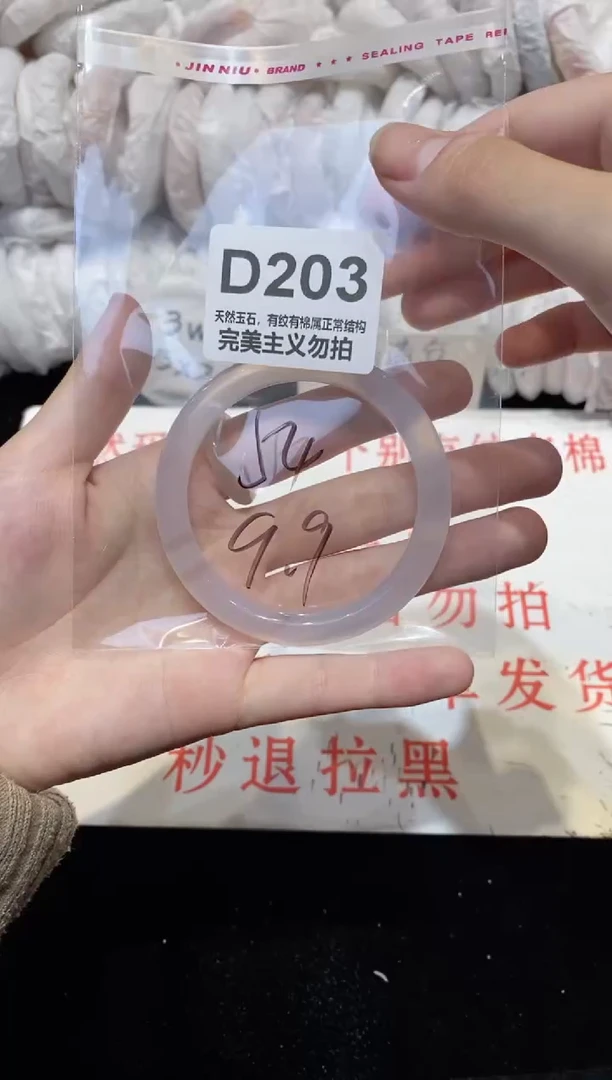 JIN NIU BRAND *** SEALING TAPE
D203
天然玉石，有纹有棉属正常结构
完美主义勿拍
54
9.9
勿拍
发货
秒退拉黑